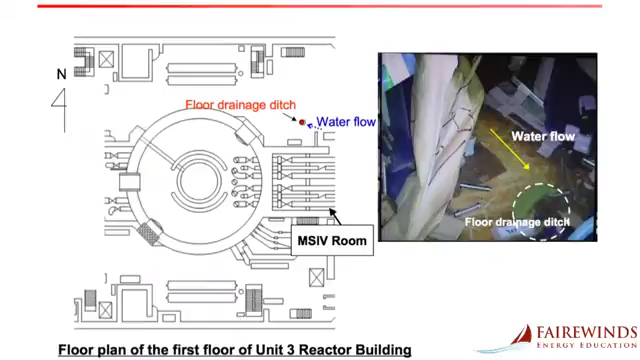 N
Floor drainage ditch
Water flow
Water flow
Floor drainage ditch
MSIV Room
Floor plan of the first floor of Unit 3 Reactor Building
FAIREWINDS
ENERGY EDUCATION